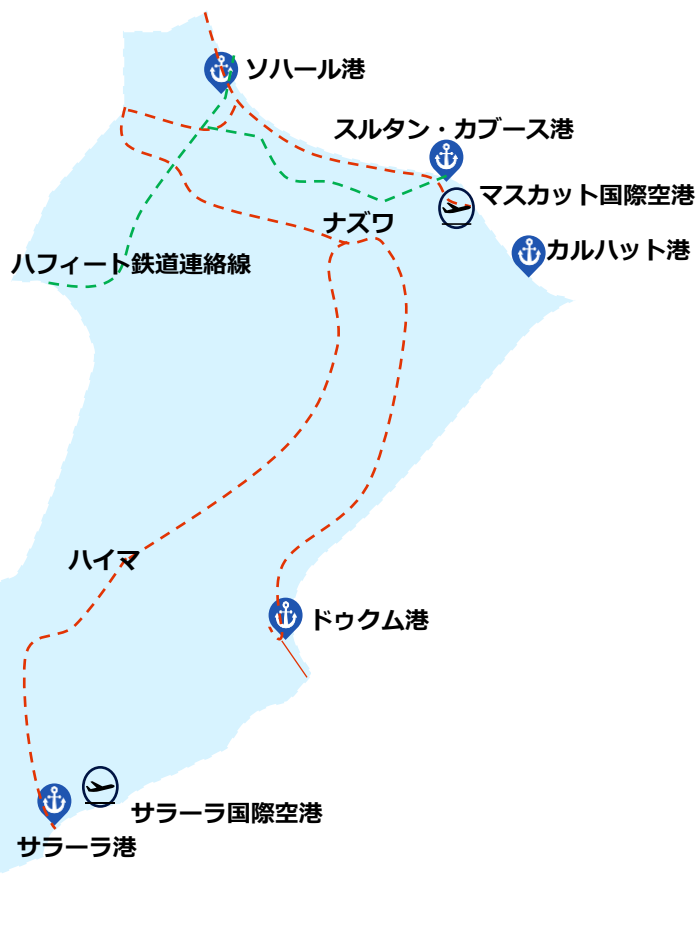 ソハール港
スルタン・カブース港
マスカット国際空港
ナズワ
カルハット港
ハフィート鉄道連絡線
ハイマ
ドゥクム港
サラーラ国際空港
サラーラ港